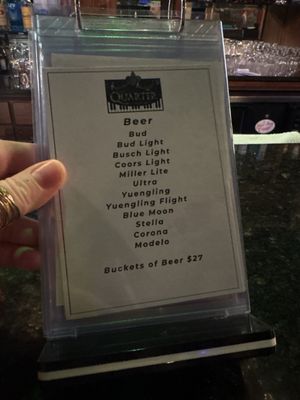 QUARTER
Beer
Bud
Bud Light
Busch Light
Coors Light
Miller Lite
Ultra
Yuengling
Yuengling Flight
Blue Moon
Stella
Corona
Modelo
Buckets of Beer $27